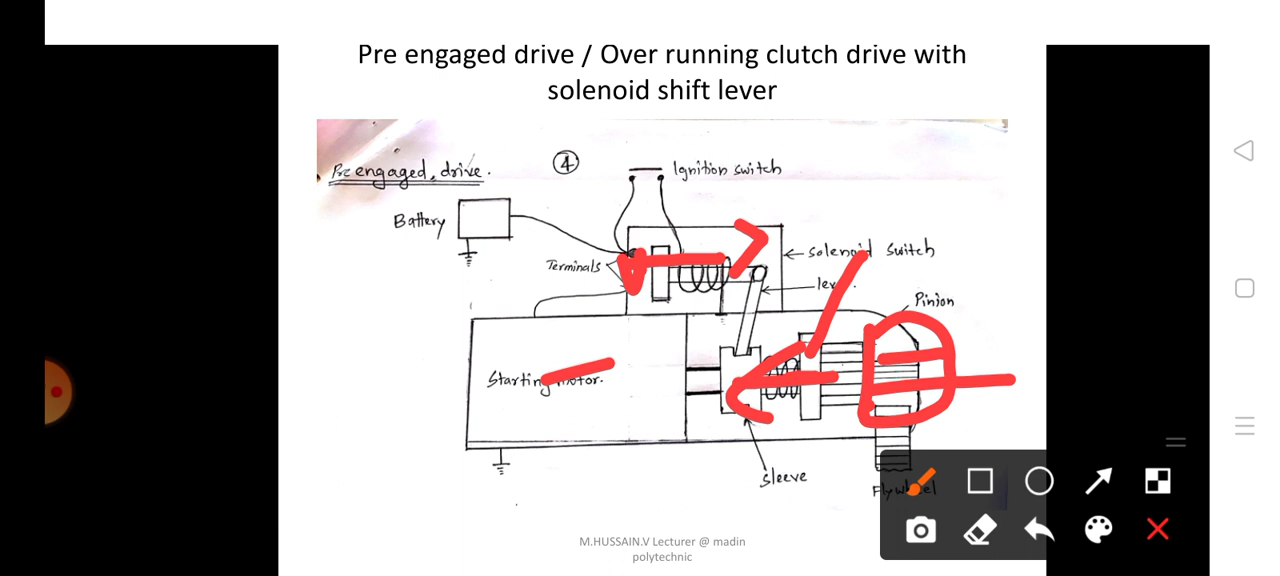 Pre engaged drive / Over running clutch drive with
solenoid shift lever
Pre engaged drive.
4
Ignition switch
Battery
Terminals
solenoid switch
Pinion
Starting motor.
sleeve
Flywheel
M.HUSSAIN.V Lecturer @ madin
polytechnic